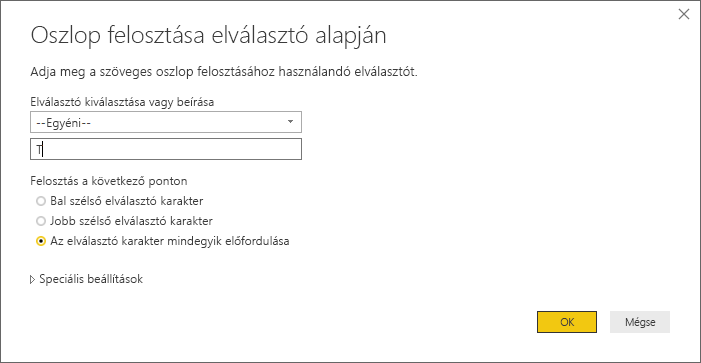 Oszlop felosztása elválasztó alapján
Adja meg a szöveges oszlop felosztásához használandó elválasztót.
Elválasztó kiválasztása vagy beírása
--Egyéni--
T
Felosztás a következő ponton
Bal szélső elválasztó karakter
Jobb szélső elválasztó karakter
Az elválasztó karakter mindegyik előfordulása
Speciális beállítások
OK
Mégse